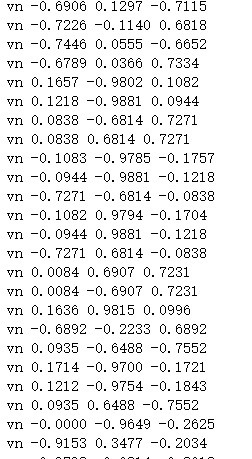 vn -0.6906 0.1297 -0.7115
vn -0.7226 -0.1140 0.6818
vn -0.7446 0.0555 -0.6652
vn -0.6789 0.0366 0.7334
vn 0.1657 -0.9802 0.1082
vn 0.1218 -0.9881 0.0944
vn 0.0838 -0.6814 0.7271
vn 0.0838 0.6814 0.7271
vn -0.1083 -0.9785 -0.1757
vn -0.0944 -0.9881 -0.1218
vn -0.7271 -0.6814 -0.0838
vn -0.1082 0.9794 -0.1704
vn -0.0944 0.9881 -0.1218
vn -0.7271 0.6814 -0.0838
vn 0.0084 0.6907 0.7231
vn 0.0084 -0.6907 0.7231
vn 0.1636 0.9815 0.0996
vn -0.6892 -0.2233 0.6892
vn 0.0935 -0.6488 -0.7552
vn 0.1714 -0.9700 -0.1721
vn 0.1212 -0.9754 -0.1843
vn 0.0935 0.6488 -0.7552
vn -0.0000 -0.9649 -0.2625
vn -0.9153 0.3477 -0.2034